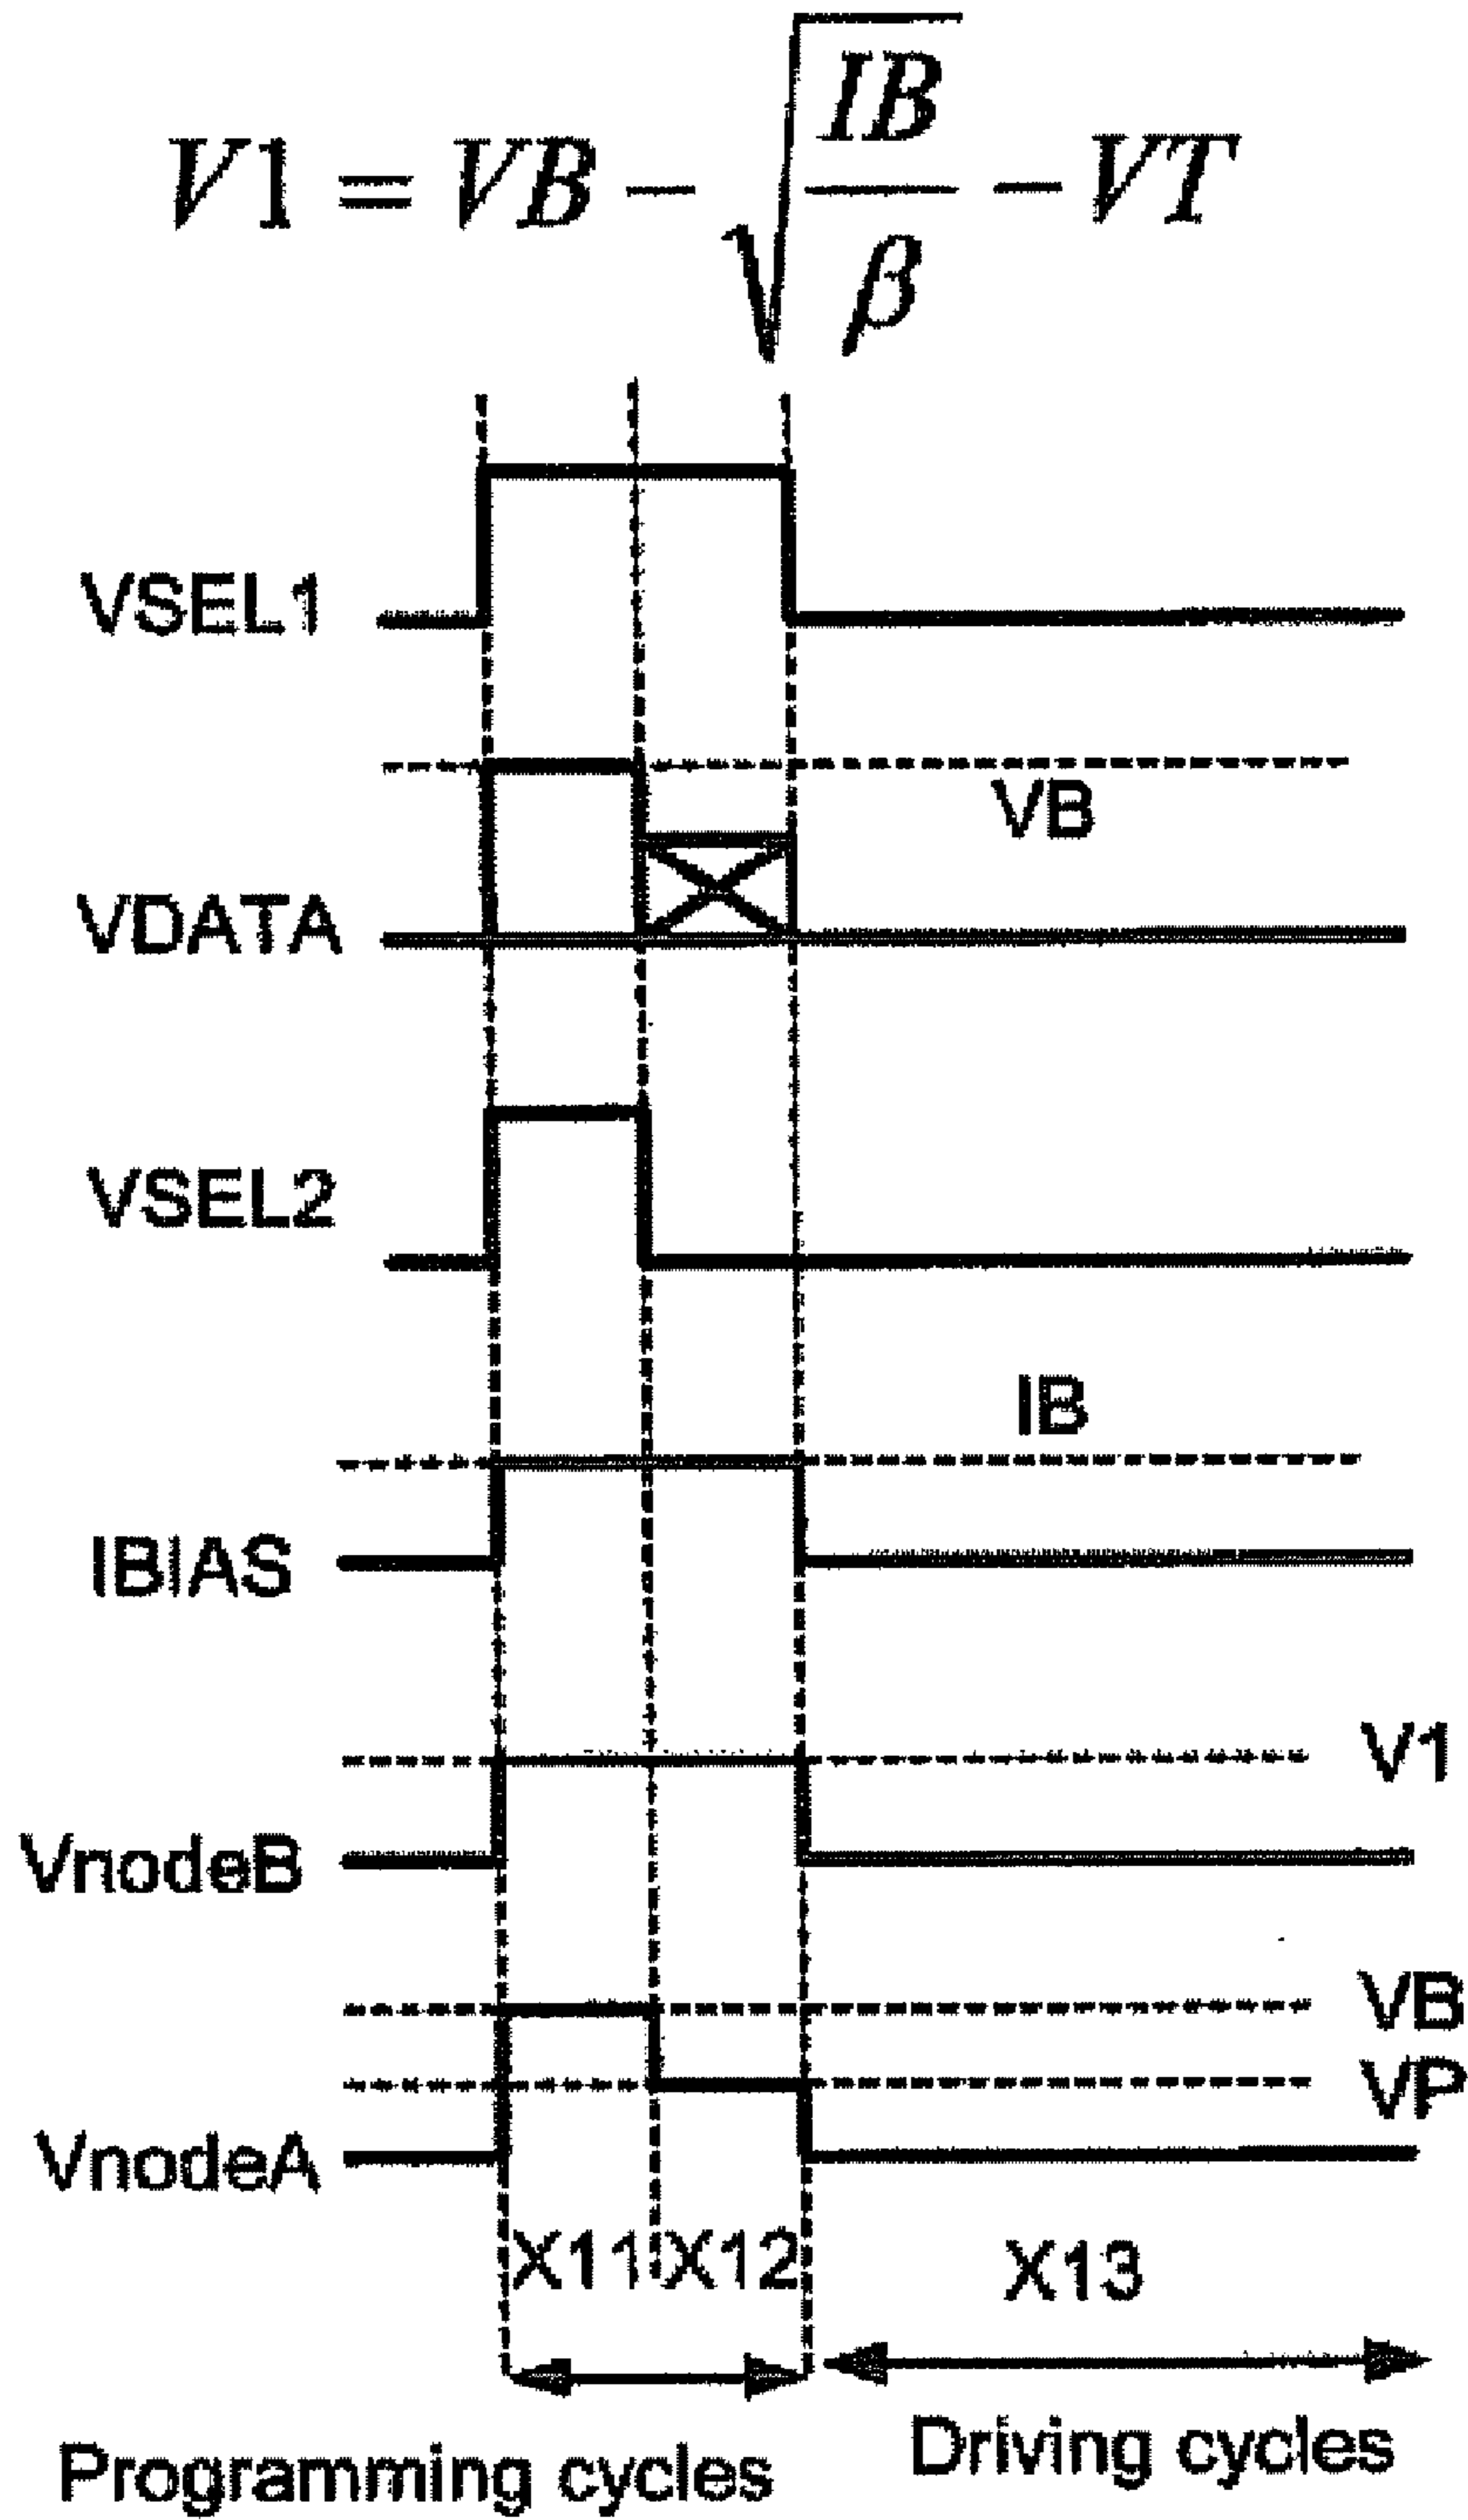 V1 = VB - √(IB/β) - VT
VSEL1
VB
VDATA
VSEL2
IB
IBIAS
V1
VnodeB
VB
VP
VnodeA
X11 X12 X13
Programming cycles Driving cycles